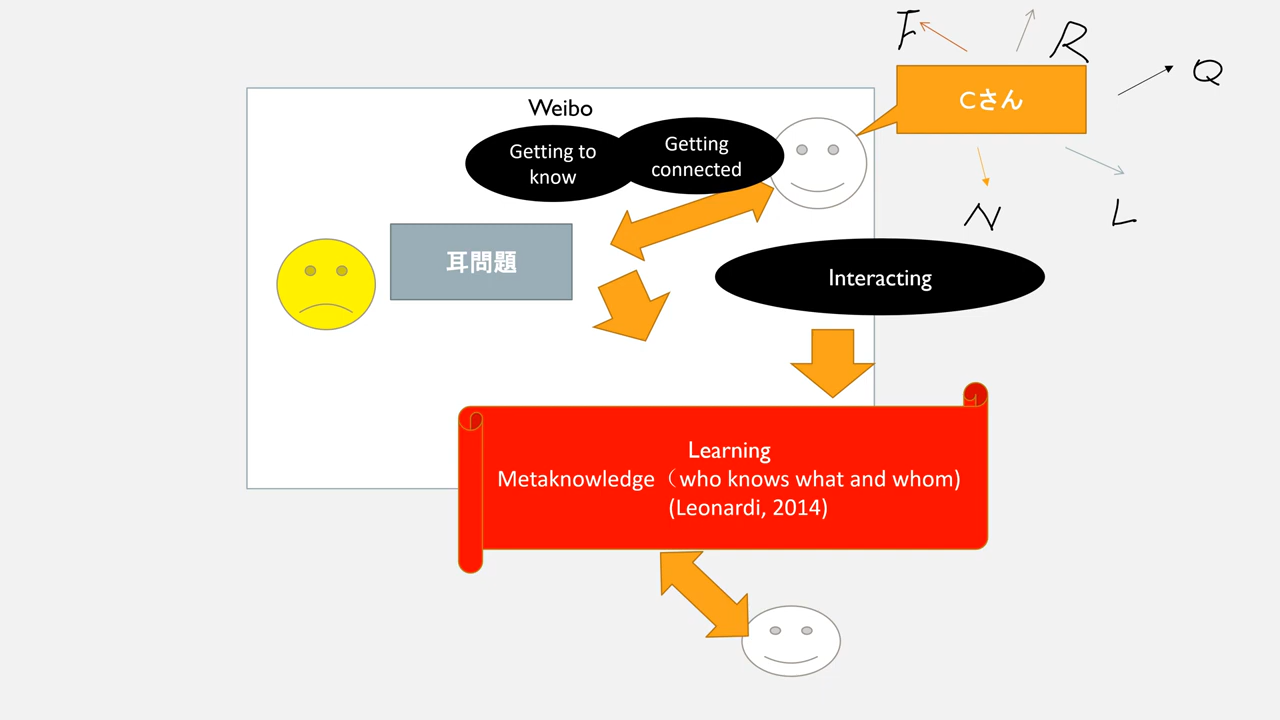 F
R
Q
Cさん
Weibo
Getting to
know
Getting
connected
N
L
耳問題
Interacting
Learning
Metaknowledge（who knows what and whom)
(Leonardi, 2014)